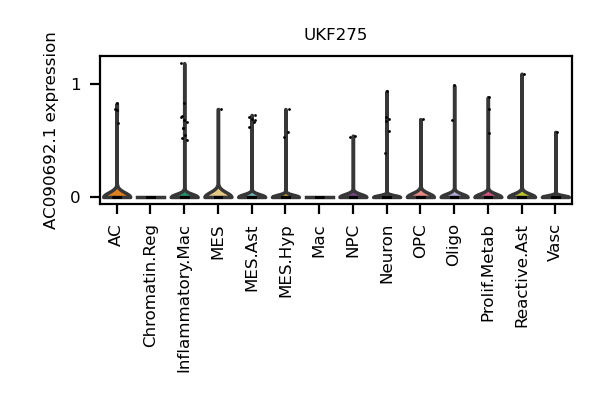 UKF275
AC090692.1 expression
1
0
AC
Chromatin.Reg
Inflammatory.Mac
MES
MES.Ast
MES.Hyp
Mac
NPC
Neuron
OPC
Oligo
Prolif.Metab
Reactive.Ast
Vasc